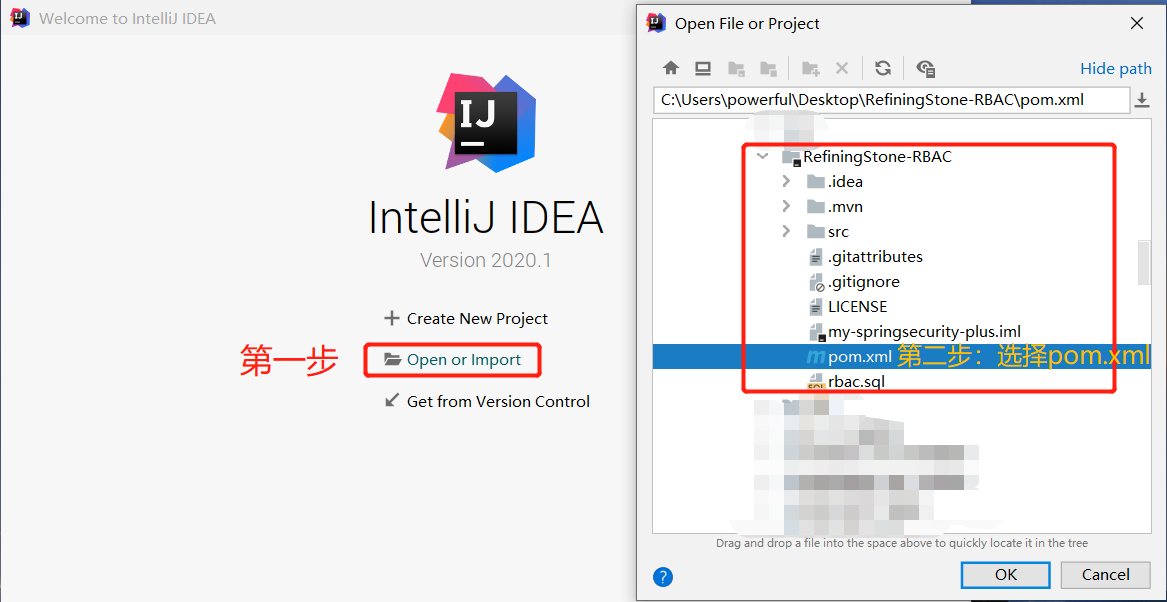 Welcome to IntelliJ IDEA
IJ
IntelliJ IDEA
Version 2020.1
Create New Project
第一步
Open or Import
Get from Version Control
Open File or Project
Hide path
C:\Users\powerful\Desktop\RefiningStone-RBAC\pom.xml
RefiningStone-RBAC
.idea
.mvn
src
.gitattributes
.gitignore
LICENSE
my-springsecurity-plus.iml
pom.xml 第二步：选择pom.xml
rbac.sql
Drag and drop a file into the space above to quickly locate it in the tree
?
OK
Cancel